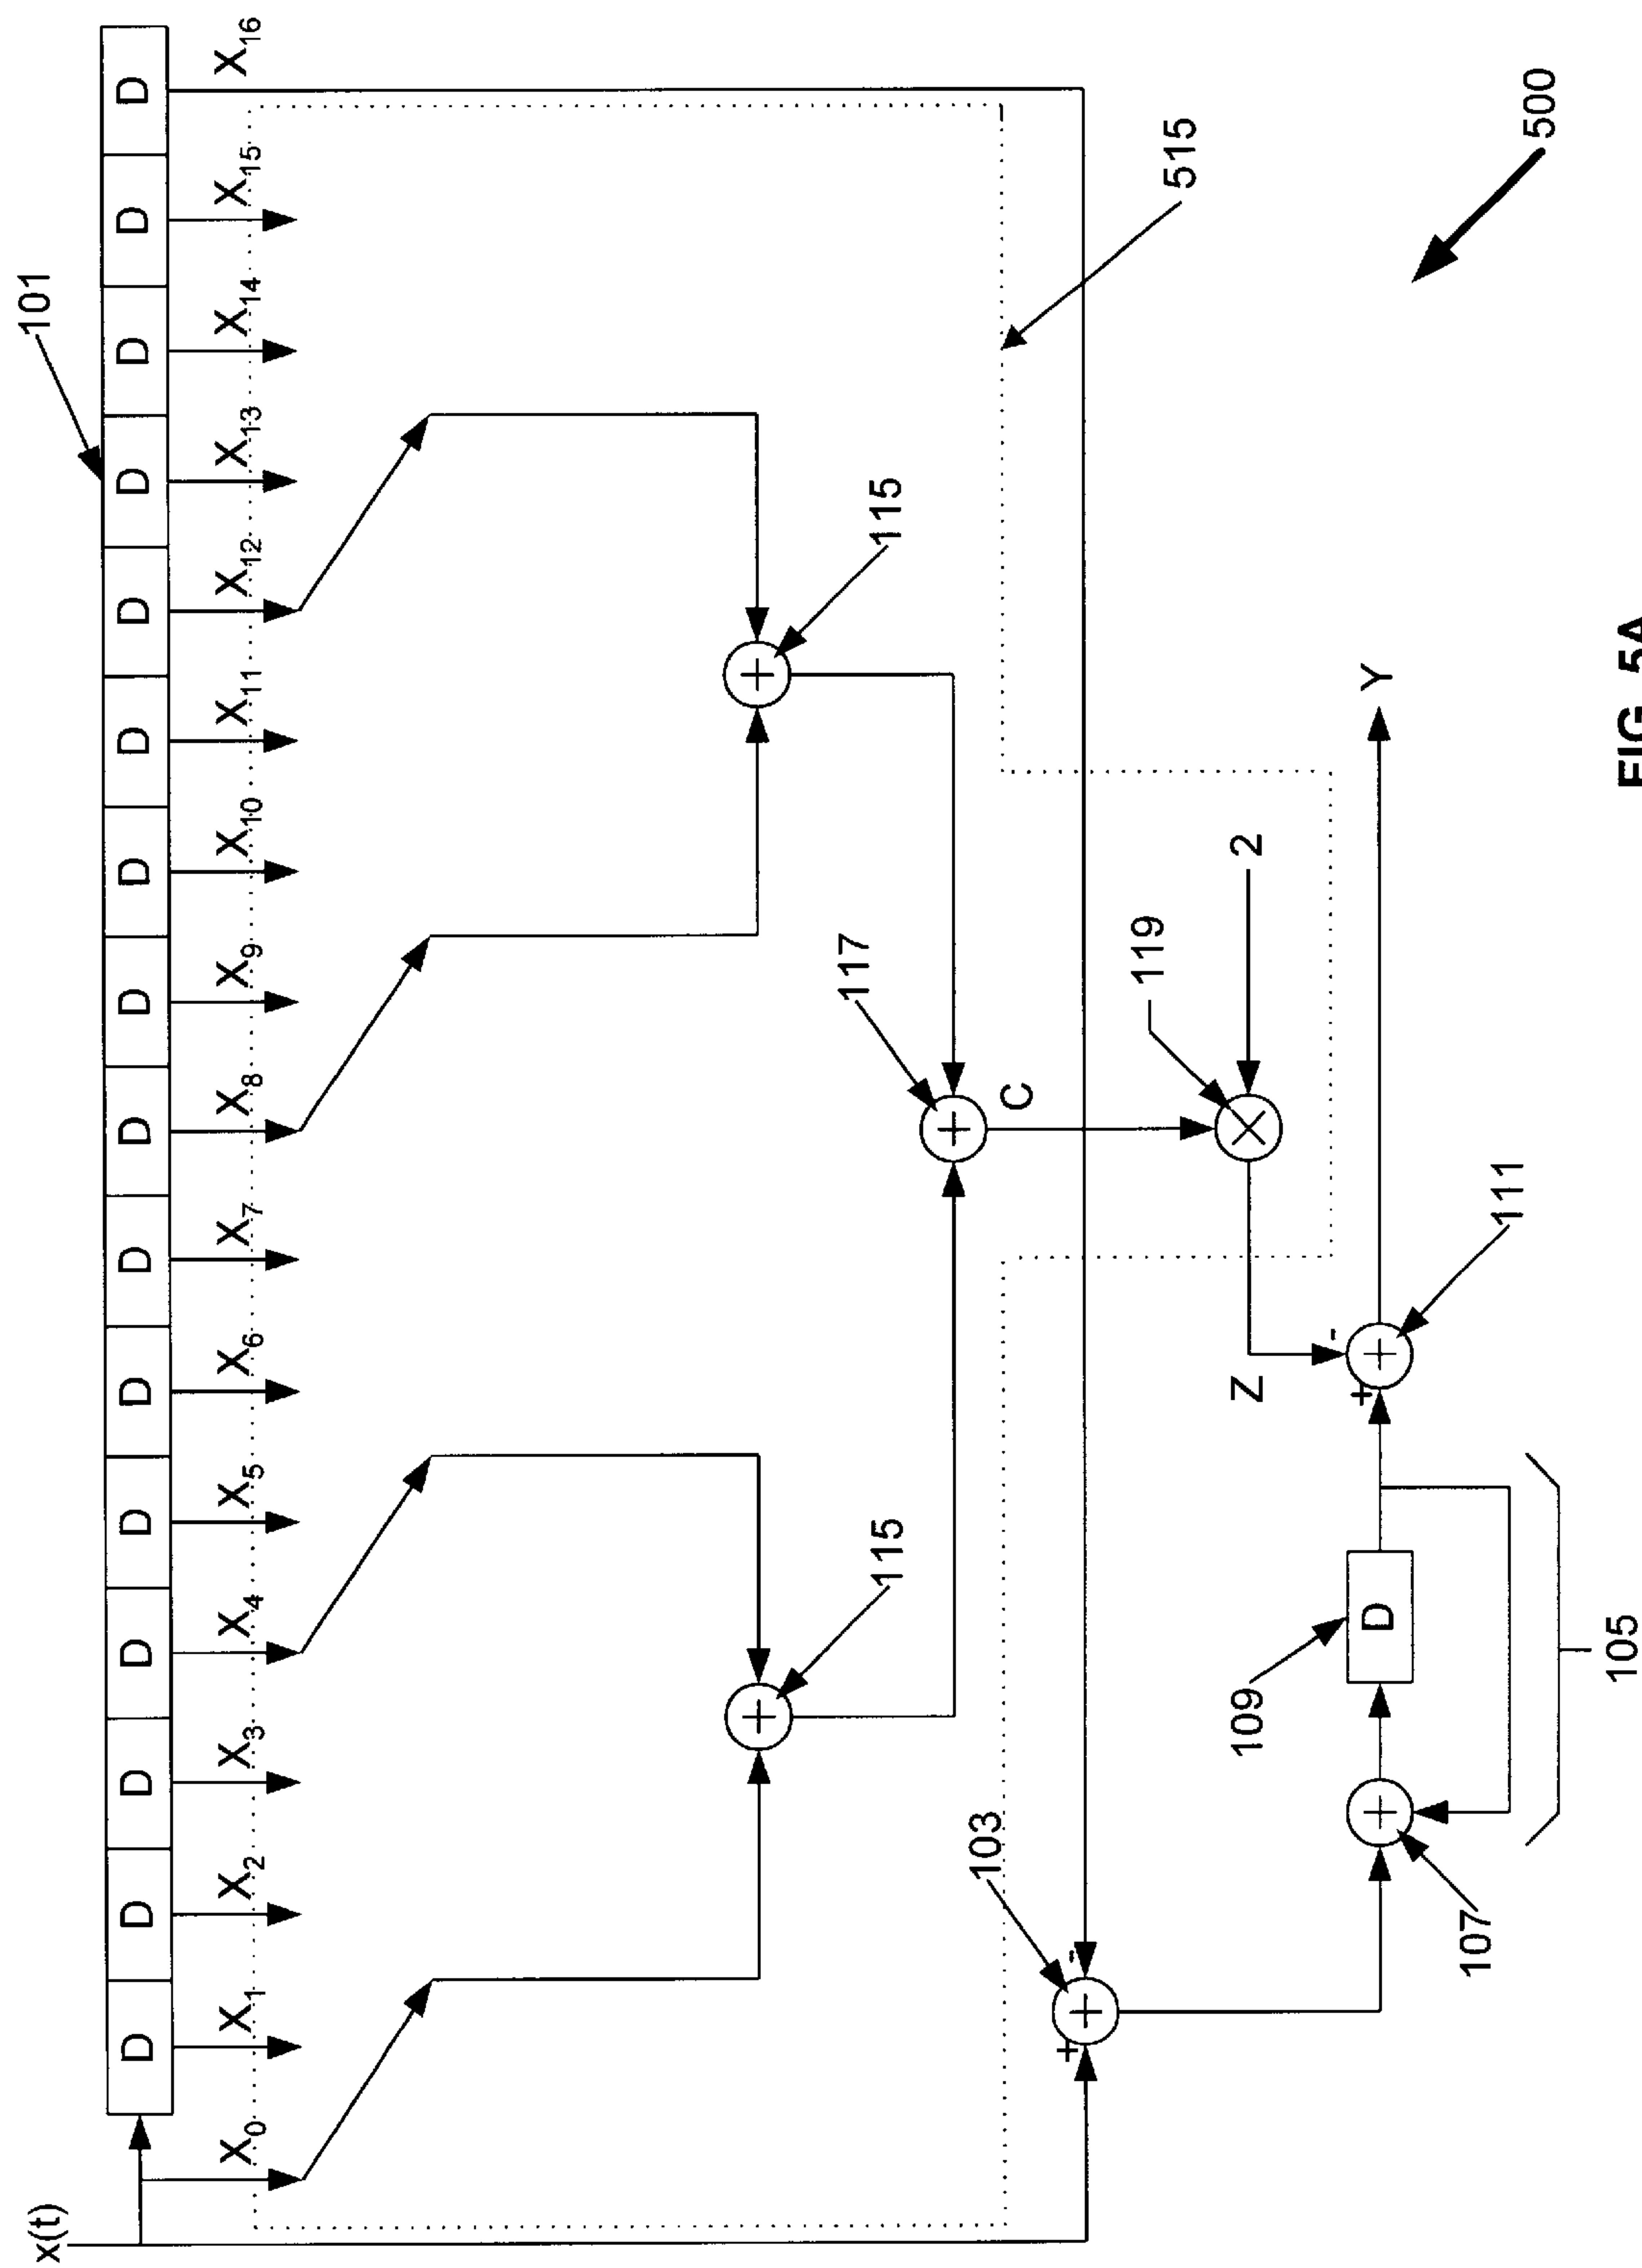 x(t)
101
D D D D D D D D D D D D D D D D
X0 X1 X2 X3 X4 X5 X6 X7 X8 X9 X10 X11 X12 X13 X14 X15 X16
+
115
+
115
117
+
C
103
+
+
-
515
119
2
Z
109
-
+
+
D
+
Y
107
111
105
500
FIG. 5A